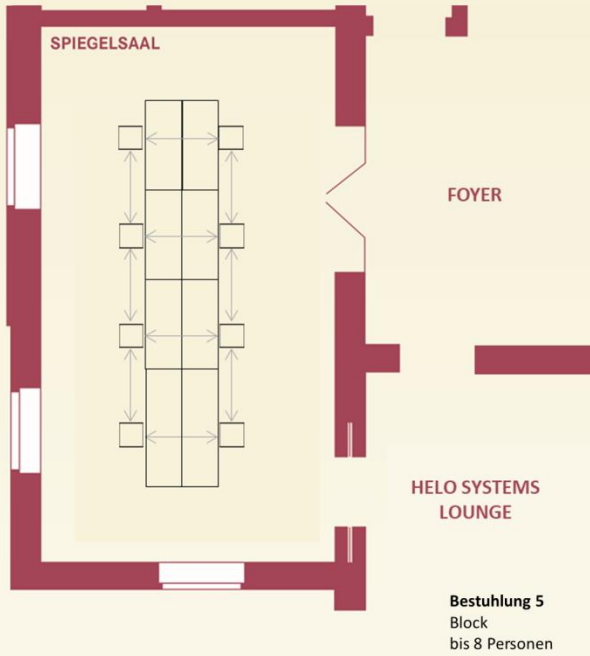 SPIEGELSAAL
FOYER
HELO SYSTEMS
LOUNGE
Bestuhlung 5
Block
bis 8 Personen